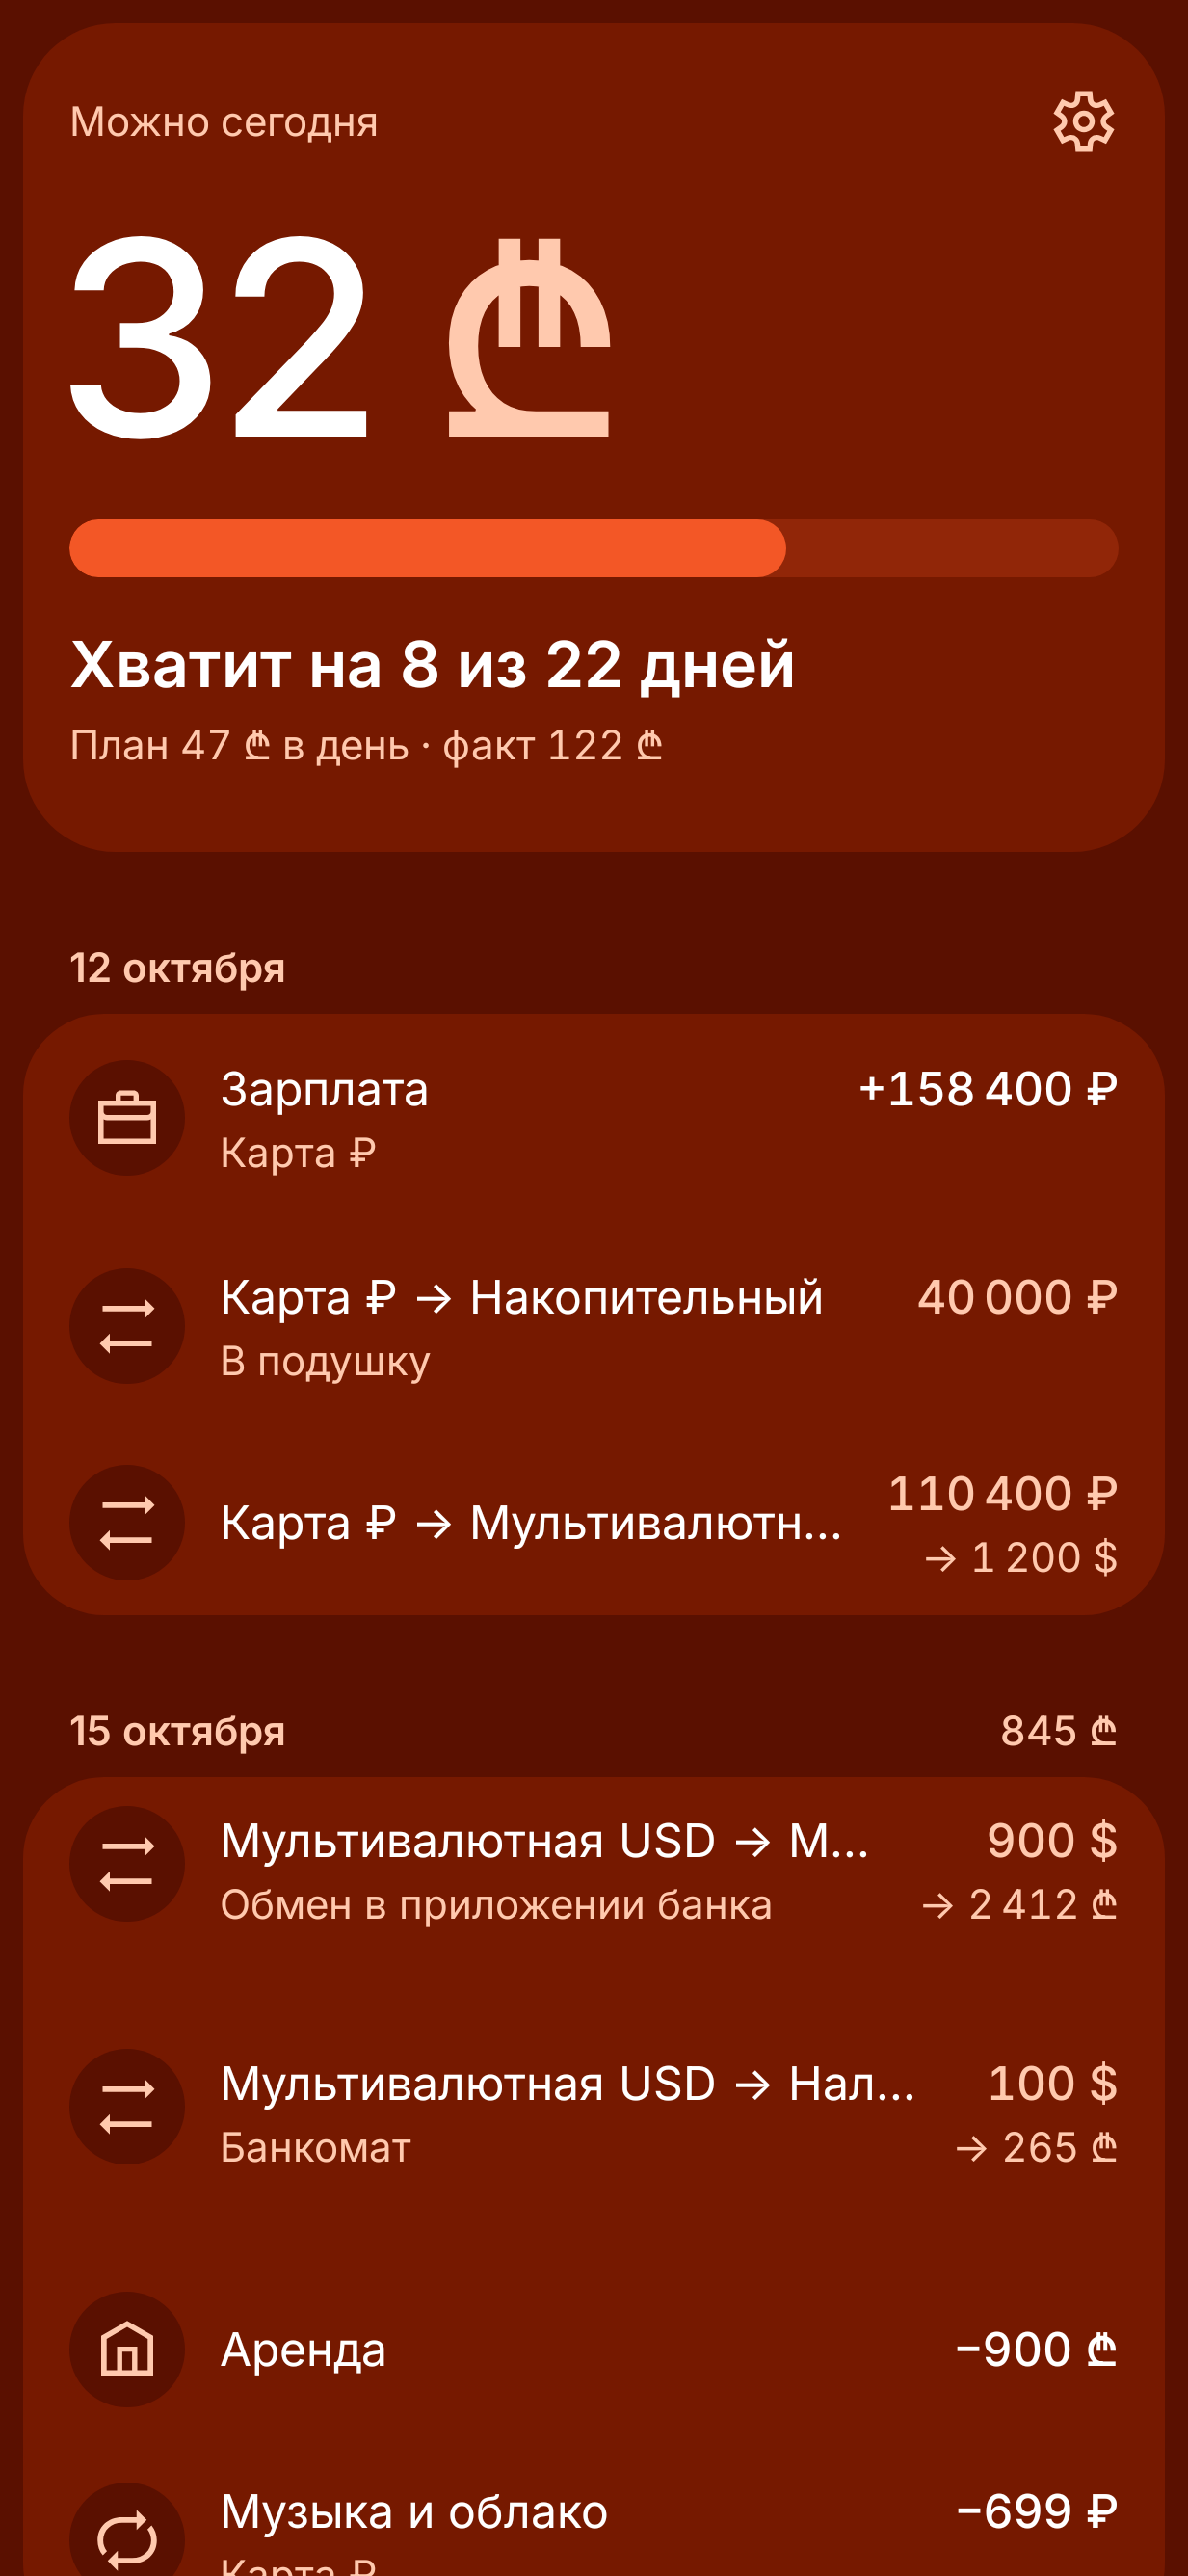 Можно сегодня
32 ₾
Хватит на 8 из 22 дней
План 47 ₾ в день · факт 122 ₾
12 октября
Зарплата +158 400 ₽
Карта ₽
Карта ₽ → Накопительный 40 000 ₽
В подушку
Карта ₽ → Мультивалютн... 110 400 ₽
→ 1 200 $
15 октября 845 ₾
Мультивалютная USD → М... 900 $
Обмен в приложении банка → 2 412 ₾
Мультивалютная USD → Нал... 100 $
Банкомат → 265 ₾
Аренда −900 ₾
Музыка и облако −699 ₽
Карта ₽